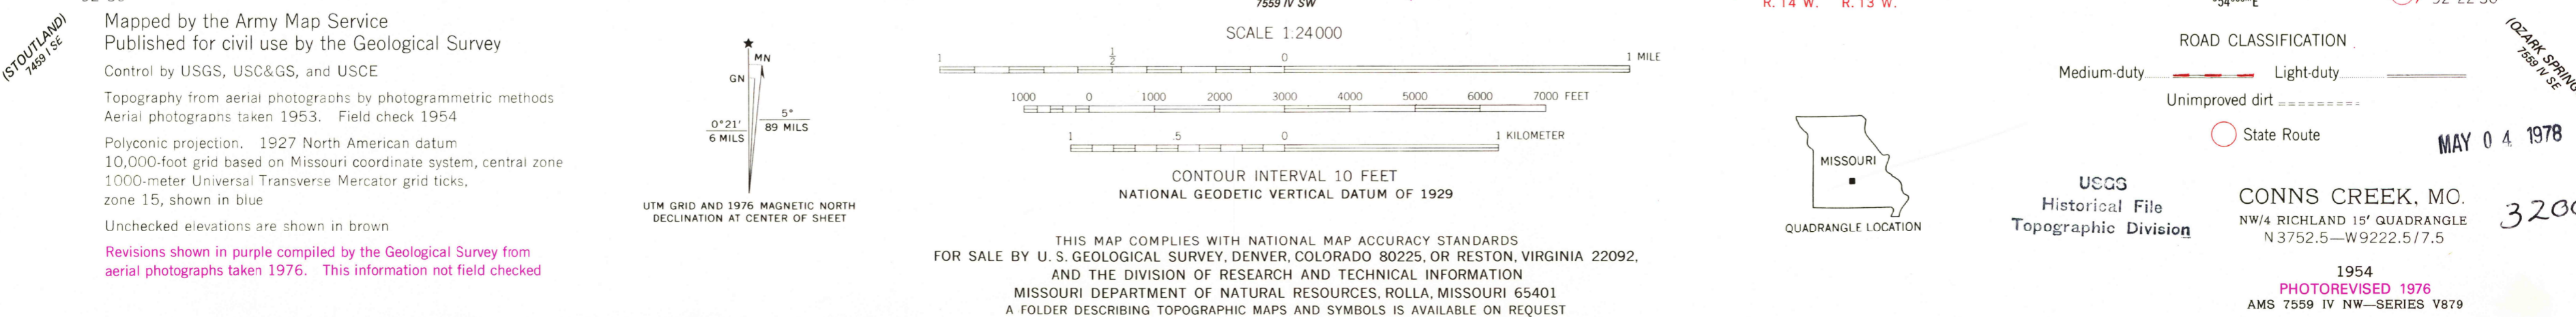 (STOUTLAND)
7459 I SE
Mapped by the Army Map Service
Published for civil use by the Geological Survey
Control by USGS, USC&GS, and USCE
Topography from aerial photographs by photogrammetric methods
Aerial photographs taken 1953. Field check 1954
Polyconic projection. 1927 North American datum
10,000-foot grid based on Missouri coordinate system, central zone
1000-meter Universal Transverse Mercator grid ticks,
zone 15, shown in blue
Unchecked elevations are shown in brown
Revisions shown in purple compiled by the Geological Survey from
aerial photographs taken 1976. This information not field checked
MN
GN
0°21'
6 MILS
5°
89 MILS
UTM GRID AND 1976 MAGNETIC NORTH
DECLINATION AT CENTER OF SHEET
7559 IV SW
SCALE 1:24000
1 ½ 0 1 MILE
1000 0 1000 2000 3000 4000 5000 6000 7000 FEET
1 .5 0 1 KILOMETER
CONTOUR INTERVAL 10 FEET
NATIONAL GEODETIC VERTICAL DATUM OF 1929
THIS MAP COMPLIES WITH NATIONAL MAP ACCURACY STANDARDS
FOR SALE BY U. S. GEOLOGICAL SURVEY, DENVER, COLORADO 80225, OR RESTON, VIRGINIA 22092,
AND THE DIVISION OF RESEARCH AND TECHNICAL INFORMATION
MISSOURI DEPARTMENT OF NATURAL RESOURCES, ROLLA, MISSOURI 65401
A FOLDER DESCRIBING TOPOGRAPHIC MAPS AND SYMBOLS IS AVAILABLE ON REQUEST
R. 14 W. R. 13 W.
MISSOURI
QUADRANGLE LOCATION
ROAD CLASSIFICATION
Medium-duty Light-duty
Unimproved dirt
State Route
(OZARK SPRING
7559 IV SE
MAY 04 1978
USGS
Historical File
Topographic Division
CONNS CREEK, MO.
NW/4 RICHLAND 15' QUADRANGLE
N3752.5—W9222.5/7.5
1954
PHOTOREVISED 1976
AMS 7559 IV NW—SERIES V879